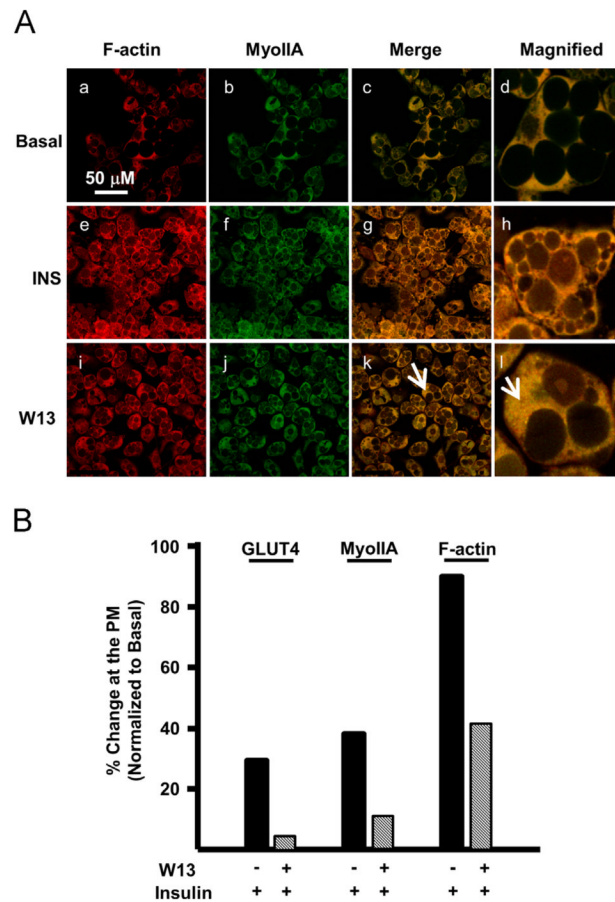 A
F-actin MyoIIA Merge Magnified
Basal a b c d
50 μM
INS e f g h
W13 i j k l
B
% Change at the PM
(Normalized to Basal)
GLUT4 MyoIIA F-actin
100
80
60
40
20
W13 - + - + - +
Insulin + + + + + +